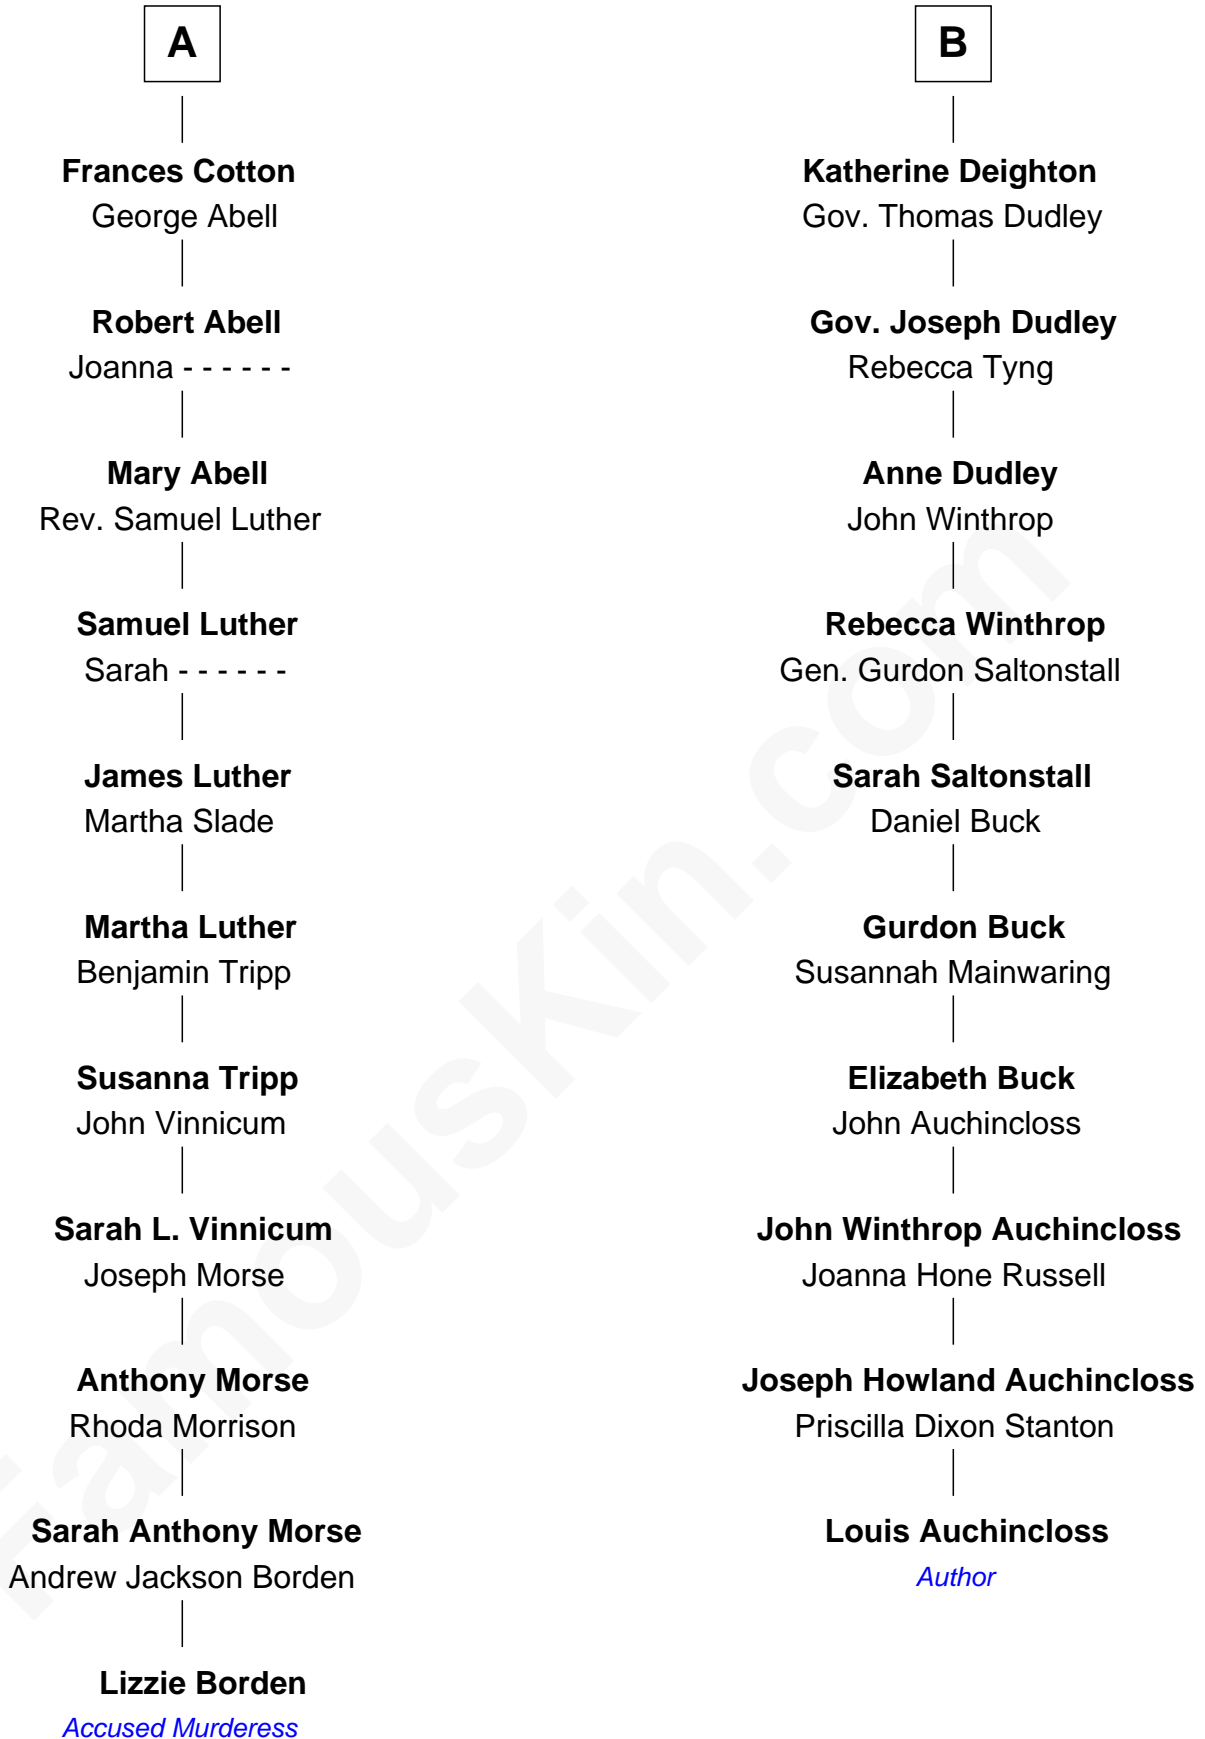 A
Frances Cotton
George Abell
Robert Abell
Joanna - - - - - -
Mary Abell
Rev. Samuel Luther
Samuel Luther
Sarah - - - - - -
James Luther
Martha Slade
Martha Luther
Benjamin Tripp
Susanna Tripp
John Vinnicum
Sarah L. Vinnicum
Joseph Morse
Anthony Morse
Rhoda Morrison
Sarah Anthony Morse
Andrew Jackson Borden
Lizzie Borden
Accused Murderess
B
Katherine Deighton
Gov. Thomas Dudley
Gov. Joseph Dudley
Rebecca Tyng
Anne Dudley
John Winthrop
Rebecca Winthrop
Gen. Gurdon Saltonstall
Sarah Saltonstall
Daniel Buck
Gurdon Buck
Susannah Mainwaring
Elizabeth Buck
John Auchincloss
John Winthrop Auchincloss
Joanna Hone Russell
Joseph Howland Auchincloss
Priscilla Dixon Stanton
Louis Auchincloss
Author
FamousKin.com